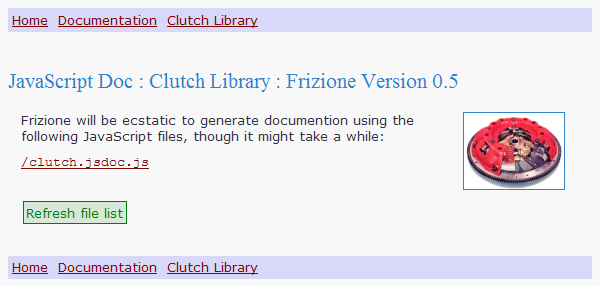 Home Documentation Clutch Library
JavaScript Doc : Clutch Library : Frizione Version 0.5
Frizione will be ecstatic to generate documention using the
following JavaScript files, though it might take a while:
/clutch.jsdoc.js
Refresh file list
Home Documentation Clutch Library